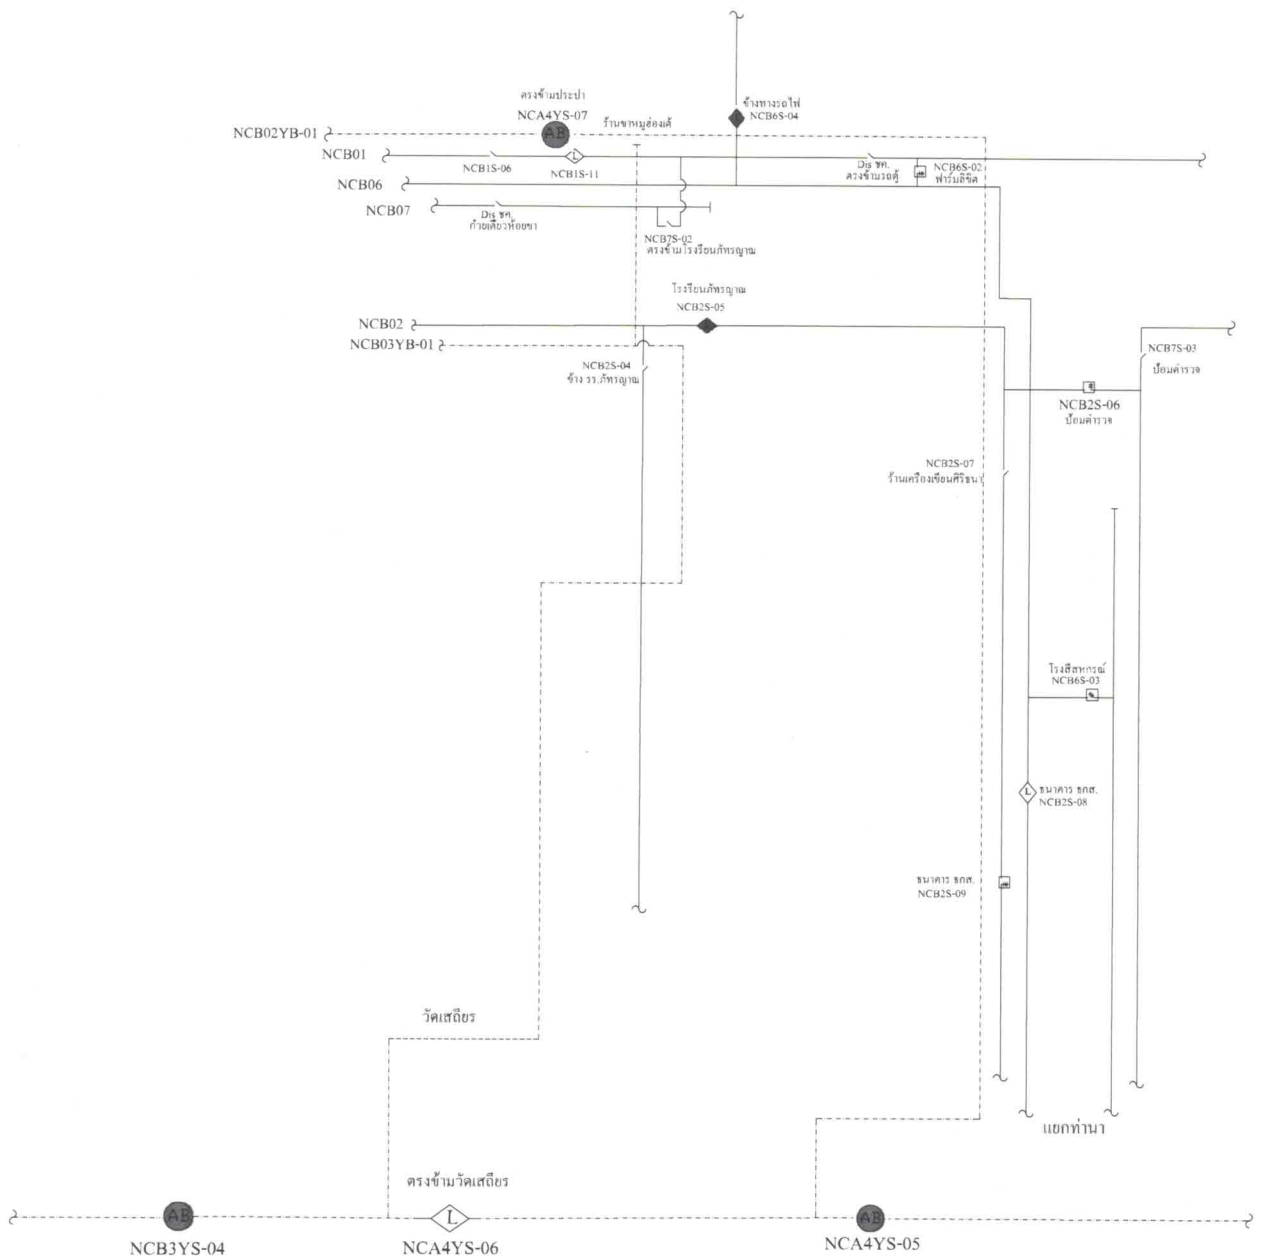 ตรงข้ามประปา
NCA4YS-07
AB
ข้างทางรถไฟ
NCB6S-04
NCB02YB-01
ร้านขาหมูฮ่องเต้
NCB01
NCB1S-06
L
NCB1S-11
Dis ชค.
ตรงข้ามรถตู้
NCB6S-02
ฟาร์มลิขิต
NCB06
NCB07
Dis ชค.
ก๋วยเตี๋ยวห้อยขา
NCB7S-02
ตรงข้ามโรงเรียนภัทรญาณ
โรงเรียนภัทรญาณ
NCB2S-05
NCB02
NCB03YB-01
NCB2S-04
ข้าง รร.ภัทรญาณ
NCB7S-03
ป้อมตำรวจ
NCB2S-06
ป้อมตำรวจ
NCB2S-07
ร้านเครื่องเขียนศิริธนา
โรงสีสหกรณ์
NCB6S-03
L
ธนาคาร ธกส.
NCB2S-08
ธนาคาร ธกส.
NCB2S-09
วัดเสถียร
แยกท่านา
ตรงข้ามวัดเสถียร
AB
L
AB
NCB3YS-04
NCA4YS-06
NCA4YS-05